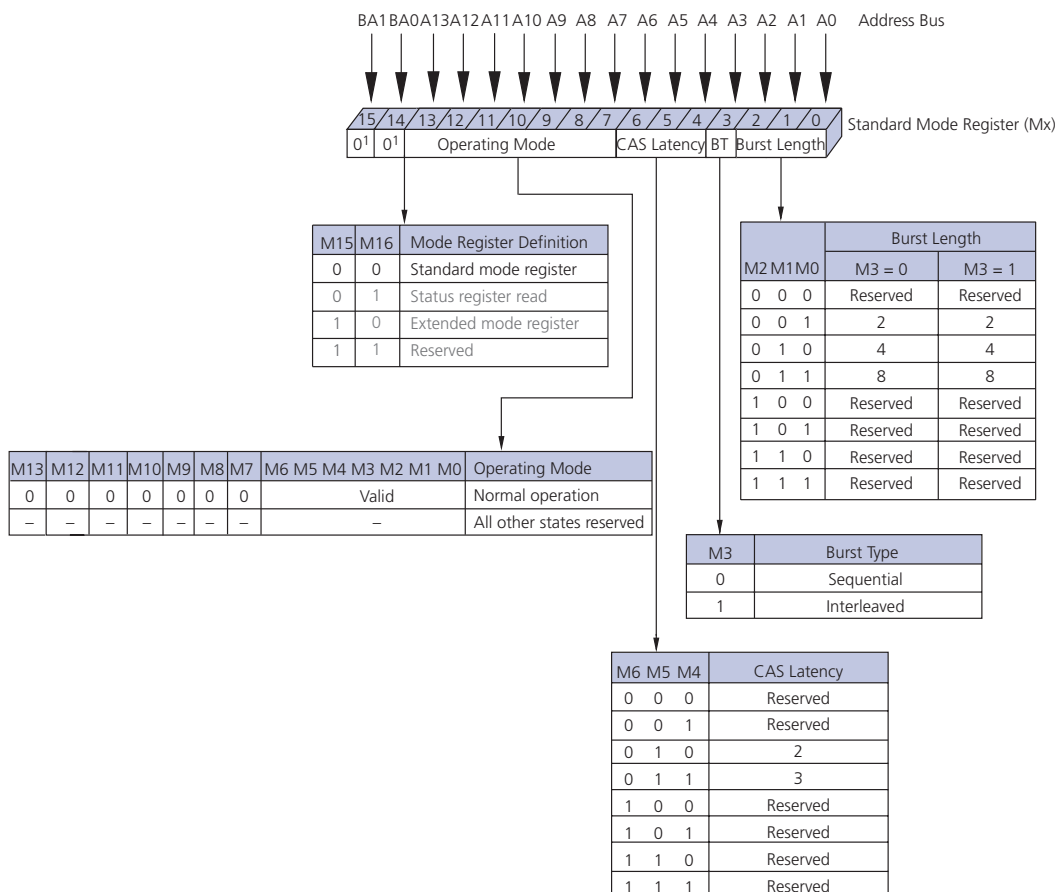 BA1 BA0 A13 A12 A11 A10 A9 A8 A7 A6 A5 A4 A3 A2 A1 A0 Address Bus
15 14 13 12 11 10 9 8 7 6 5 4 3 2 1 0 Standard Mode Register (Mx)
0¹ 0¹ Operating Mode CAS Latency BT Burst Length
M15 M16 Mode Register Definition
0 0 Standard mode register
0 1 Status register read
1 0 Extended mode register
1 1 Reserved
Burst Length
M2 M1 M0 M3 = 0 M3 = 1
0 0 0 Reserved Reserved
0 0 1 2 2
0 1 0 4 4
0 1 1 8 8
1 0 0 Reserved Reserved
1 0 1 Reserved Reserved
1 1 0 Reserved Reserved
1 1 1 Reserved Reserved
M13 M12 M11 M10 M9 M8 M7 M6 M5 M4 M3 M2 M1 M0 Operating Mode
0 0 0 0 0 0 0 Valid Normal operation
– – – – – – – – All other states reserved
M3 Burst Type
0 Sequential
1 Interleaved
M6 M5 M4 CAS Latency
0 0 0 Reserved
0 0 1 Reserved
0 1 0 2
0 1 1 3
1 0 0 Reserved
1 0 1 Reserved
1 1 0 Reserved
1 1 1 Reserved